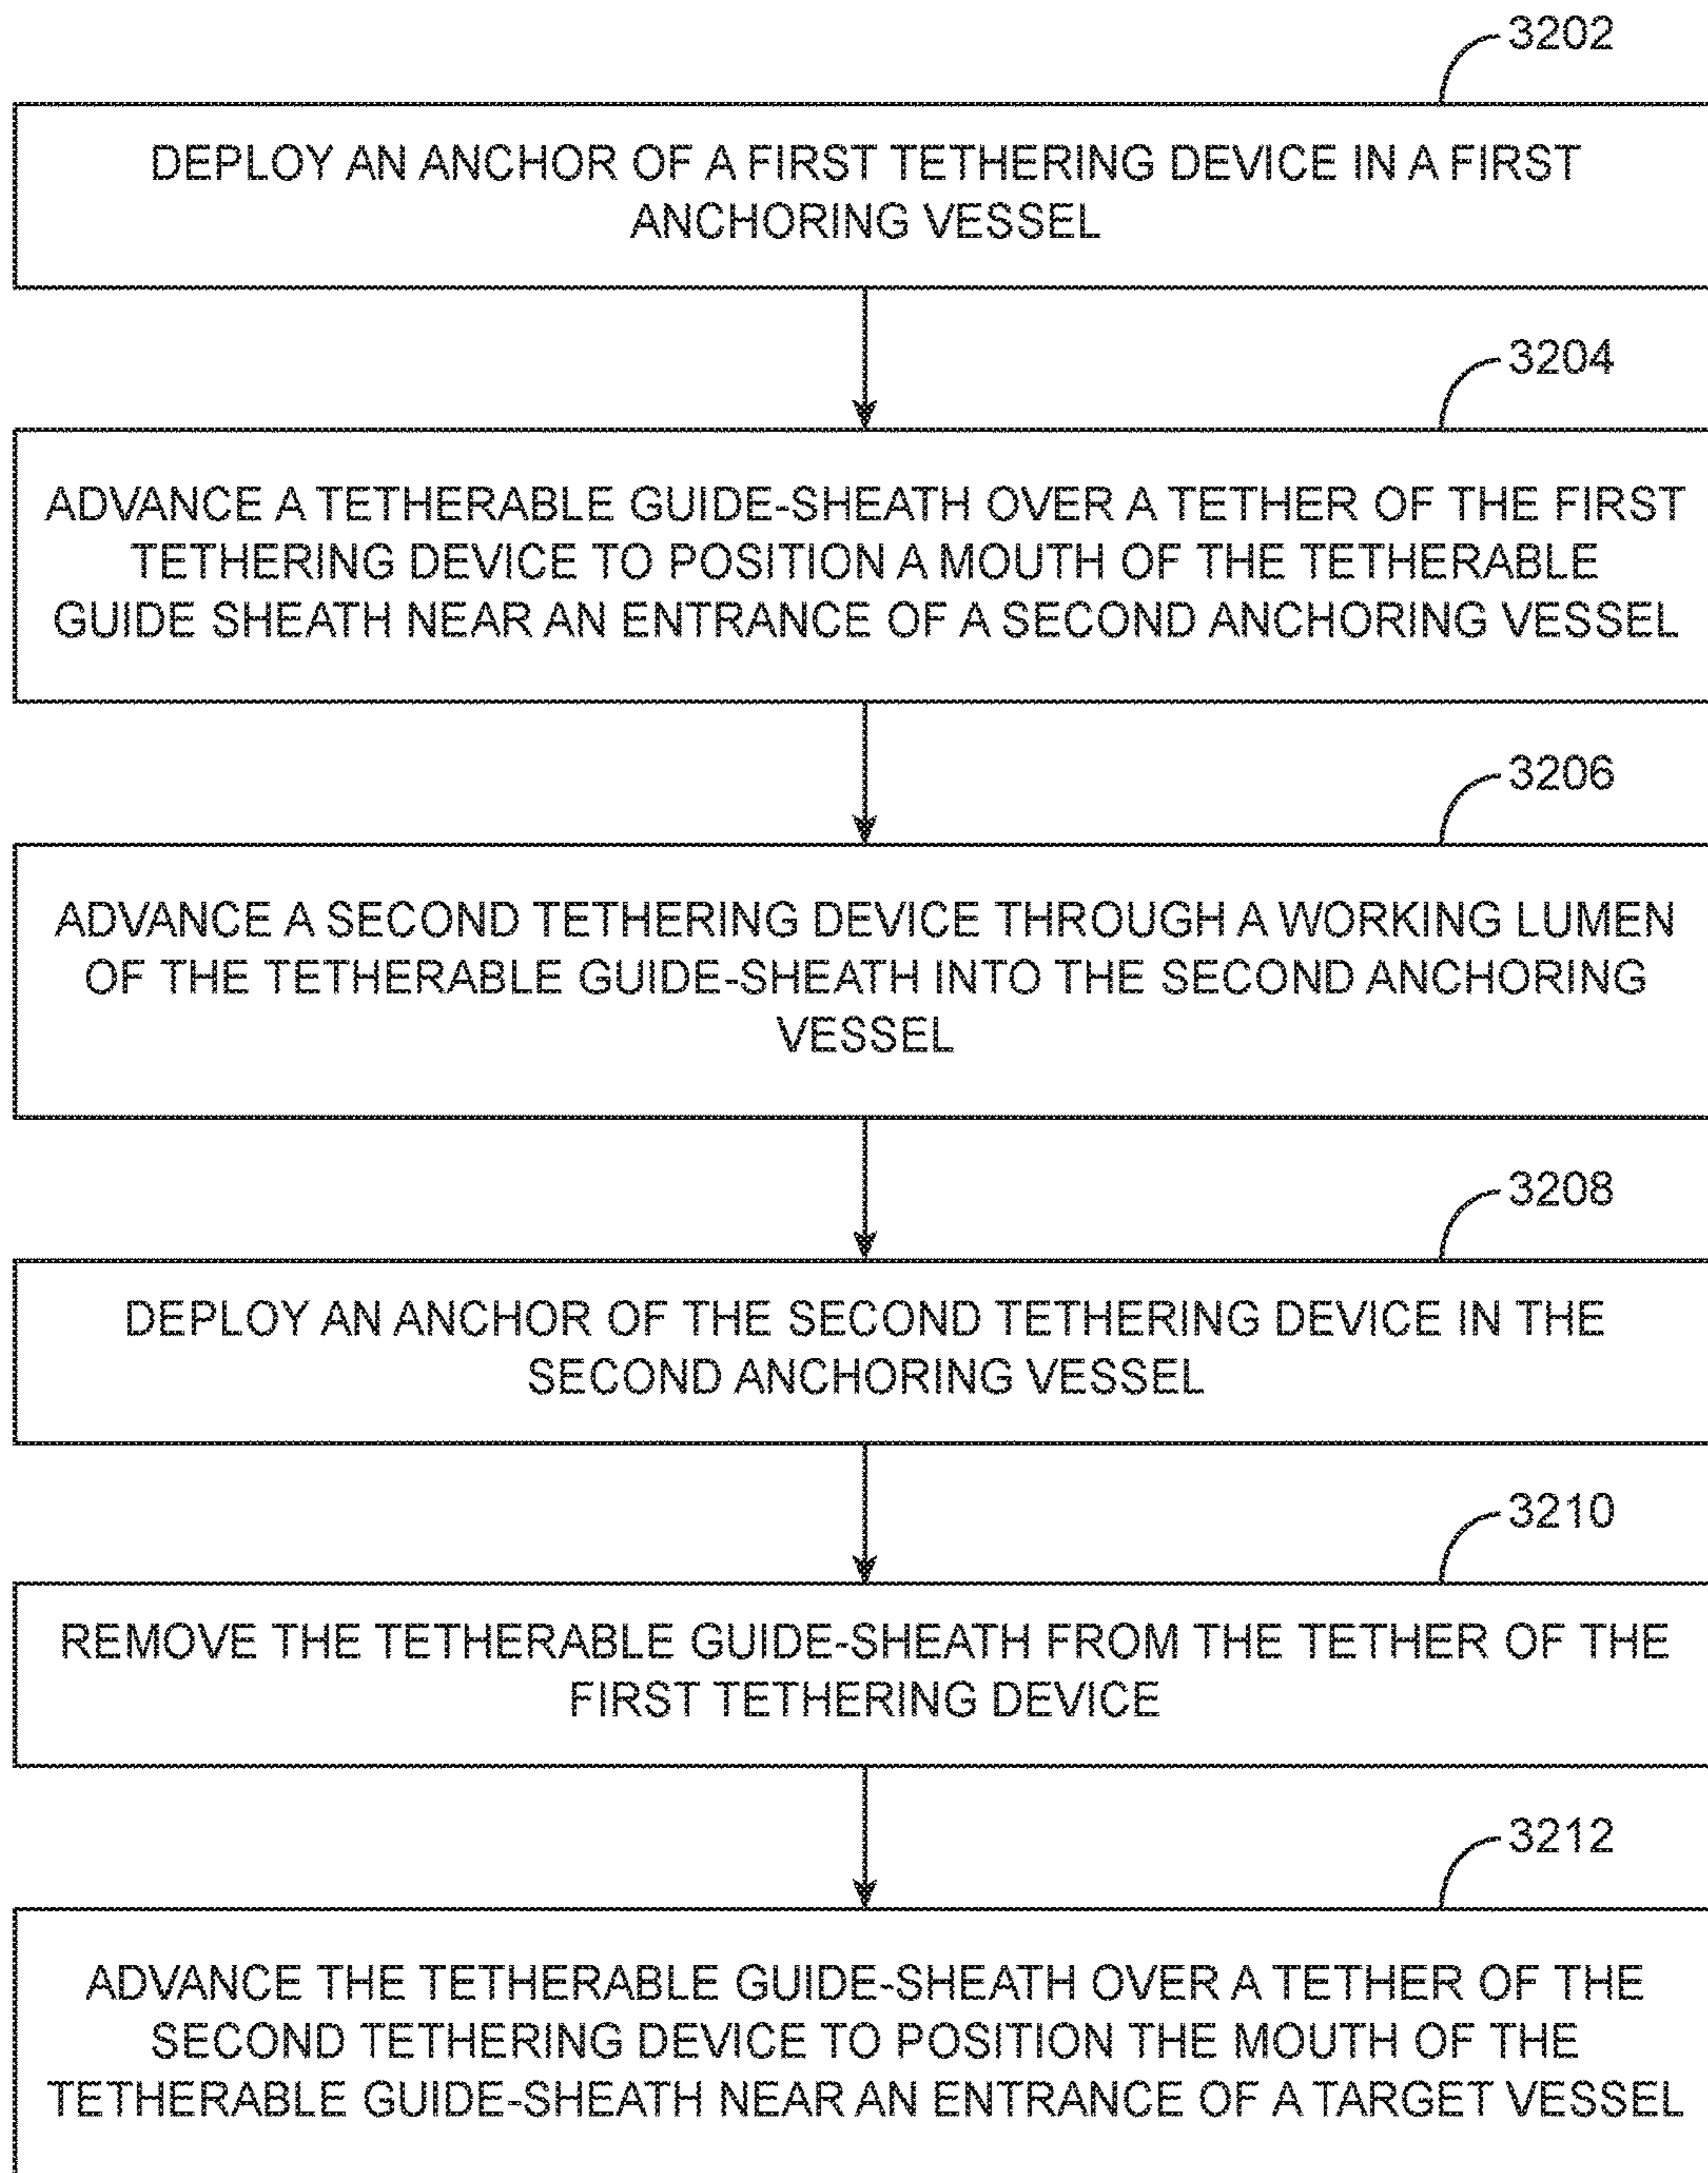 3202
DEPLOY AN ANCHOR OF A FIRST TETHERING DEVICE IN A FIRST
ANCHORING VESSEL
3204
ADVANCE A TETHERABLE GUIDE-SHEATH OVER A TETHER OF THE FIRST
TETHERING DEVICE TO POSITION A MOUTH OF THE TETHERABLE
GUIDE SHEATH NEAR AN ENTRANCE OF A SECOND ANCHORING VESSEL
3206
ADVANCE A SECOND TETHERING DEVICE THROUGH A WORKING LUMEN
OF THE TETHERABLE GUIDE-SHEATH INTO THE SECOND ANCHORING
VESSEL
3208
DEPLOY AN ANCHOR OF THE SECOND TETHERING DEVICE IN THE
SECOND ANCHORING VESSEL
3210
REMOVE THE TETHERABLE GUIDE-SHEATH FROM THE TETHER OF THE
FIRST TETHERING DEVICE
3212
ADVANCE THE TETHERABLE GUIDE-SHEATH OVER A TETHER OF THE
SECOND TETHERING DEVICE TO POSITION THE MOUTH OF THE
TETHERABLE GUIDE-SHEATH NEAR AN ENTRANCE OF A TARGET VESSEL